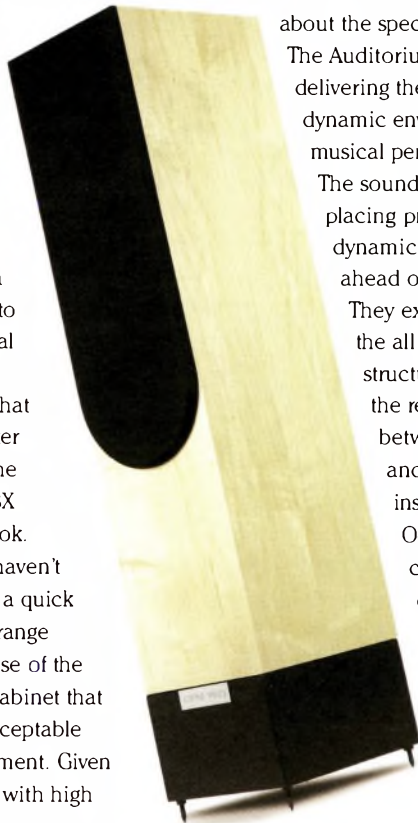 about the spec
The Auditoriu
delivering the
dynamic env
musical per
The sound
placing pr
dynamic
ahead o
They ex
the all
struct
the re
betw
and
ins
O
c
to
al
hat
er
ne
BX
ok.
haven't
a quick
range
se of the
abinet that
ceptable
ment. Given
with high